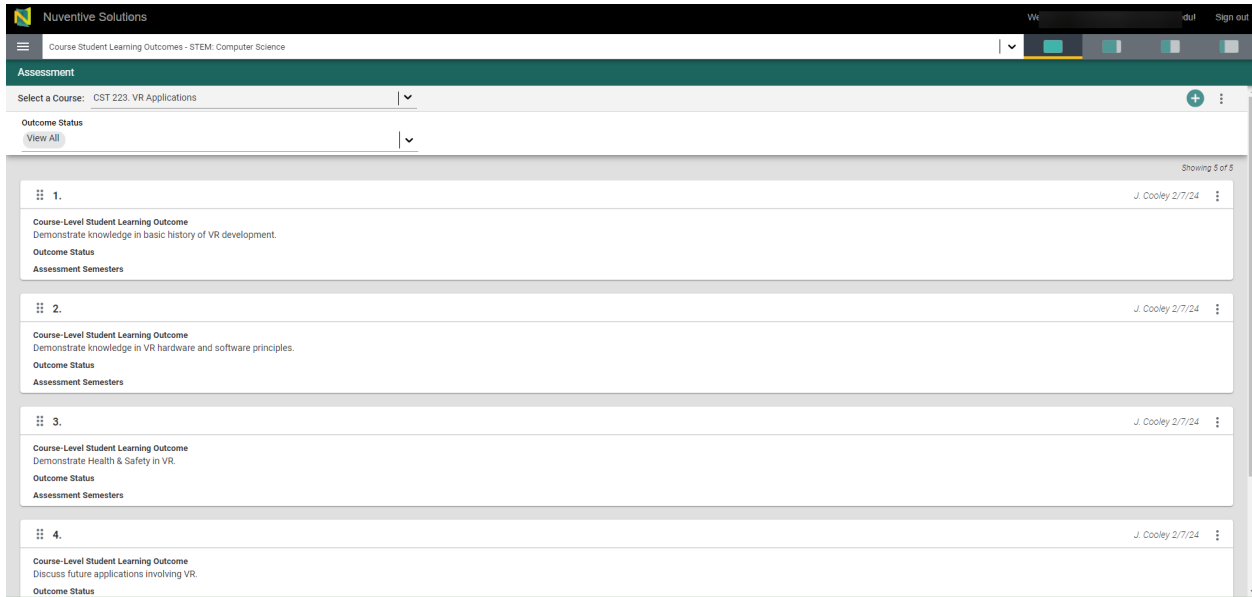 Nuventive Solutions
We
du!
Sign out
Course Student Learning Outcomes - STEM: Computer Science
Assessment
Select a Course: CST 223. VR Applications
Outcome Status
View All
Showing 5 of 5
1.
J. Cooley 2/7/24
Course-Level Student Learning Outcome
Demonstrate knowledge in basic history of VR development.
Outcome Status
Assessment Semesters
2.
J. Cooley 2/7/24
Course-Level Student Learning Outcome
Demonstrate knowledge in VR hardware and software principles.
Outcome Status
Assessment Semesters
3.
J. Cooley 2/7/24
Course-Level Student Learning Outcome
Demonstrate Health & Safety in VR.
Outcome Status
Assessment Semesters
4.
J. Cooley 2/7/24
Course-Level Student Learning Outcome
Discuss future applications involving VR.
Outcome Status